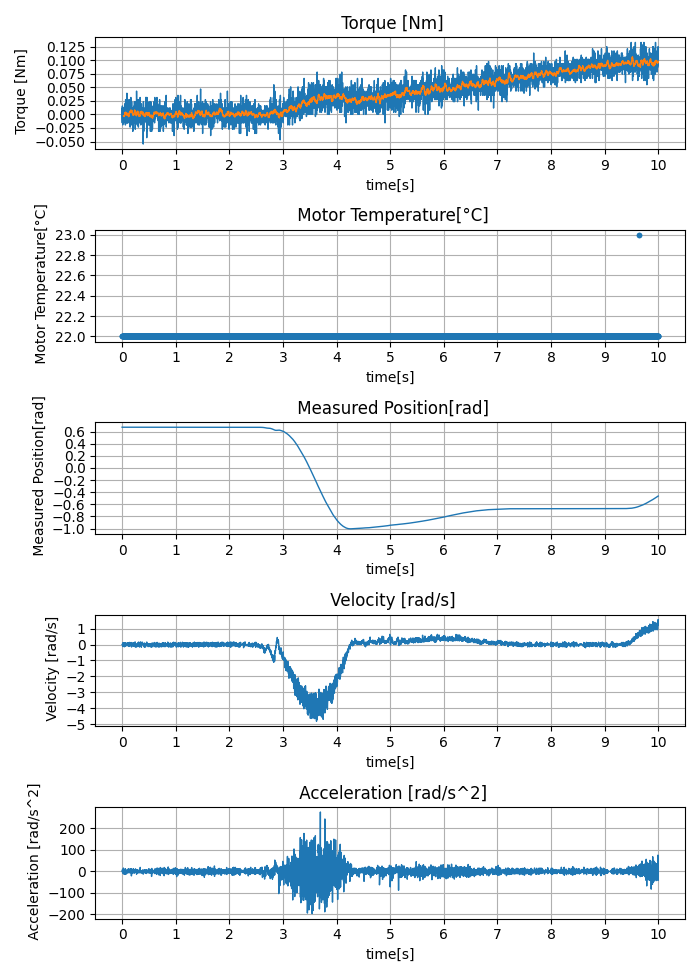 Torque [Nm]
Torque [Nm]
0.125
0.100
0.075
0.050
0.025
0.000
−0.025
−0.050
0 1 2 3 4 5 6 7 8 9 10
time[s]
Motor Temperature[°C]
Motor Temperature[°C]
23.0
22.8
22.6
22.4
22.2
22.0
0 1 2 3 4 5 6 7 8 9 10
time[s]
Measured Position[rad]
Measured Position[rad]
0.6
0.4
0.2
0.0
−0.2
−0.4
−0.6
−0.8
−1.0
0 1 2 3 4 5 6 7 8 9 10
time[s]
Velocity [rad/s]
Velocity [rad/s]
1
0
−1
−2
−3
−4
−5
0 1 2 3 4 5 6 7 8 9 10
time[s]
Acceleration [rad/s^2]
Acceleration [rad/s^2]
200
100
0
−100
−200
0 1 2 3 4 5 6 7 8 9 10
time[s]